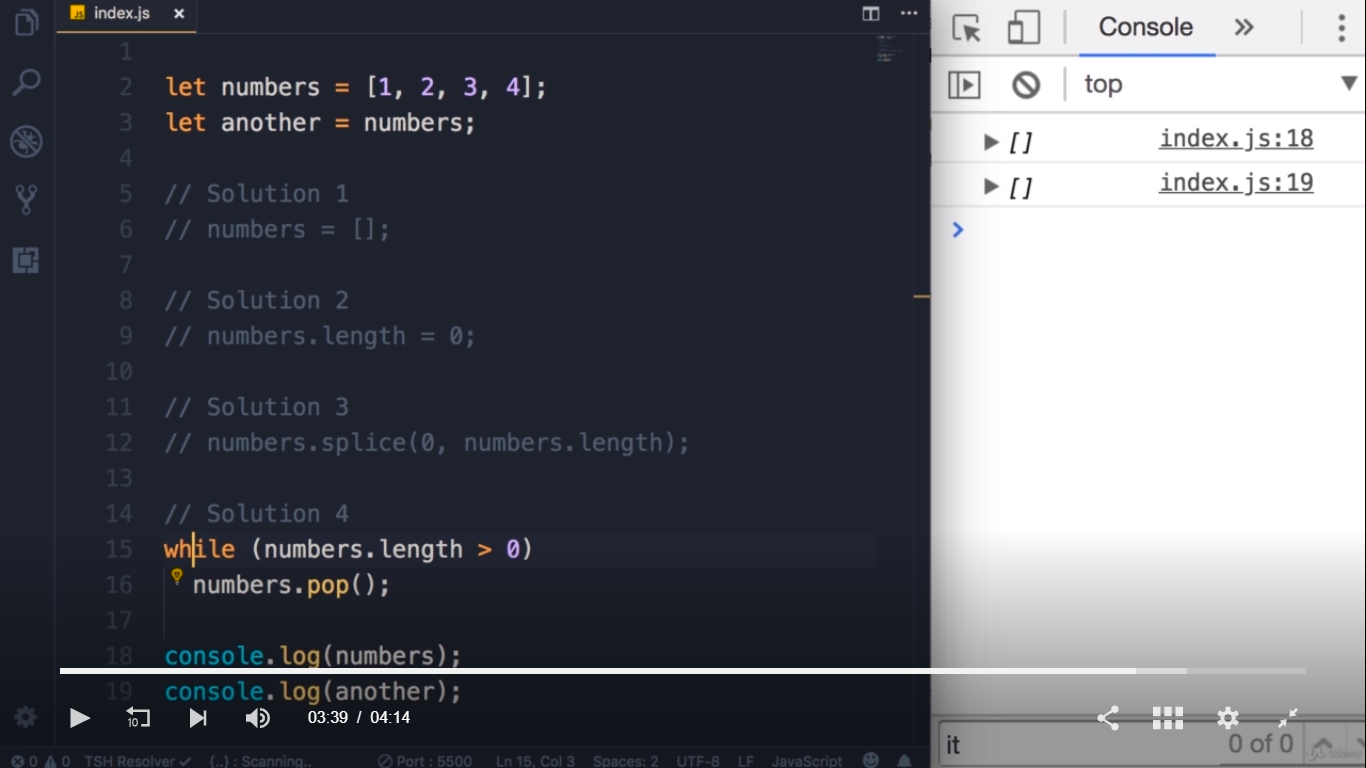 index.js
1
2 let numbers = [1, 2, 3, 4];
3 let another = numbers;
4
5 // Solution 1
6 // numbers = [];
7
8 // Solution 2
9 // numbers.length = 0;
10
11 // Solution 3
12 // numbers.splice(0, numbers.length);
13
14 // Solution 4
15 while (numbers.length > 0)
16 numbers.pop();
17
18 console.log(numbers);
19 console.log(another);
10
03:39 / 04:14
0 0 TSH Resolver {..} : Scanning.. Port : 5500 Ln 15, Col 3 Spaces: 2 UTF-8 LF JavaScript
Console
top
[] index.js:18
[] index.js:19
it 0 of 0